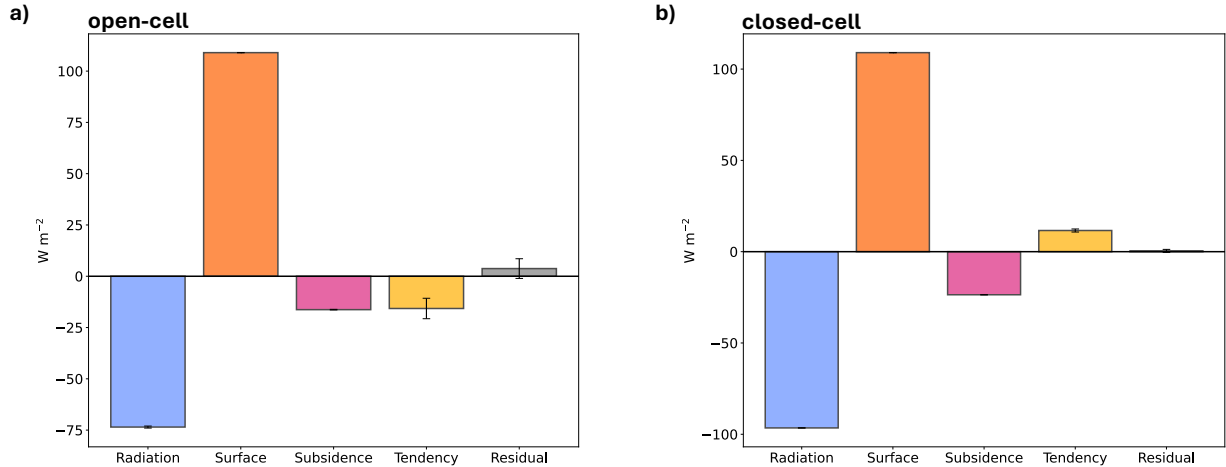 a)
open-cell
W m⁻²
100
75
50
25
0
−25
−50
−75
Radiation Surface Subsidence Tendency Residual
b)
closed-cell
W m⁻²
100
50
0
−50
−100
Radiation Surface Subsidence Tendency Residual